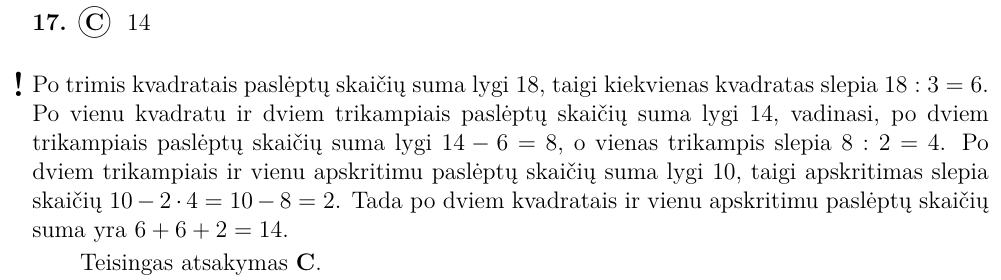 17. C 14
! Po trimis kvadratais paslėptų skaičių suma lygi 18, taigi kiekvienas kvadratas slepia 18 : 3 = 6.
Po vienu kvadratu ir dviem trikampiais paslėptų skaičių suma lygi 14, vadinasi, po dviem
trikampiais paslėptų skaičių suma lygi 14 − 6 = 8, o vienas trikampis slepia 8 : 2 = 4. Po
dviem trikampiais ir vienu apskritimu paslėptų skaičių suma lygi 10, taigi apskritimas slepia
skaičių 10 − 2 · 4 = 10 − 8 = 2. Tada po dviem kvadratais ir vienu apskritimu paslėptų skaičių
suma yra 6 + 6 + 2 = 14.
Teisingas atsakymas C.